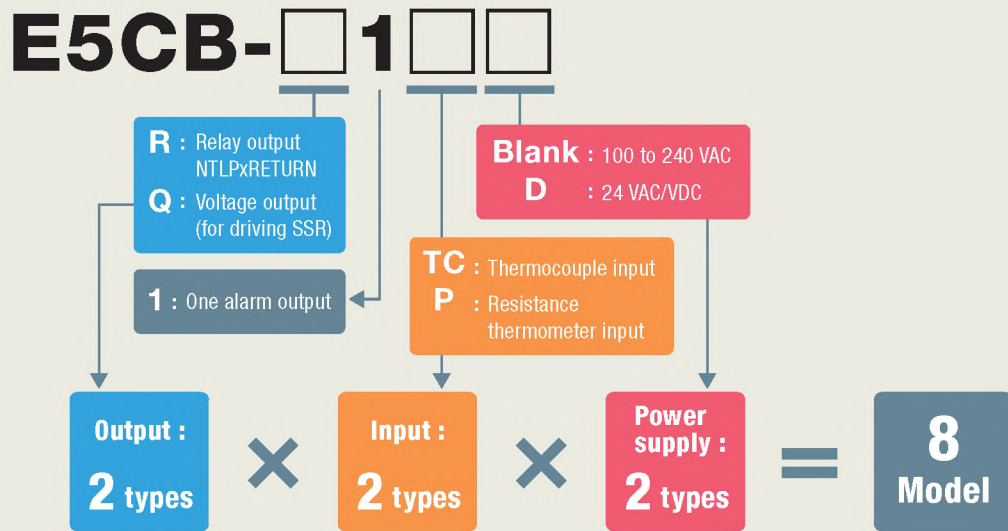 E5CB-□1□□
R : Relay output
NTLPxRETURN
Q : Voltage output
(for driving SSR)
1 : One alarm output
Blank : 100 to 240 VAC
D : 24 VAC/VDC
TC : Thermocouple input
P : Resistance
thermometer input
Output :
2 types
×
Input :
2 types
×
Power
supply :
2 types
=
8
Model